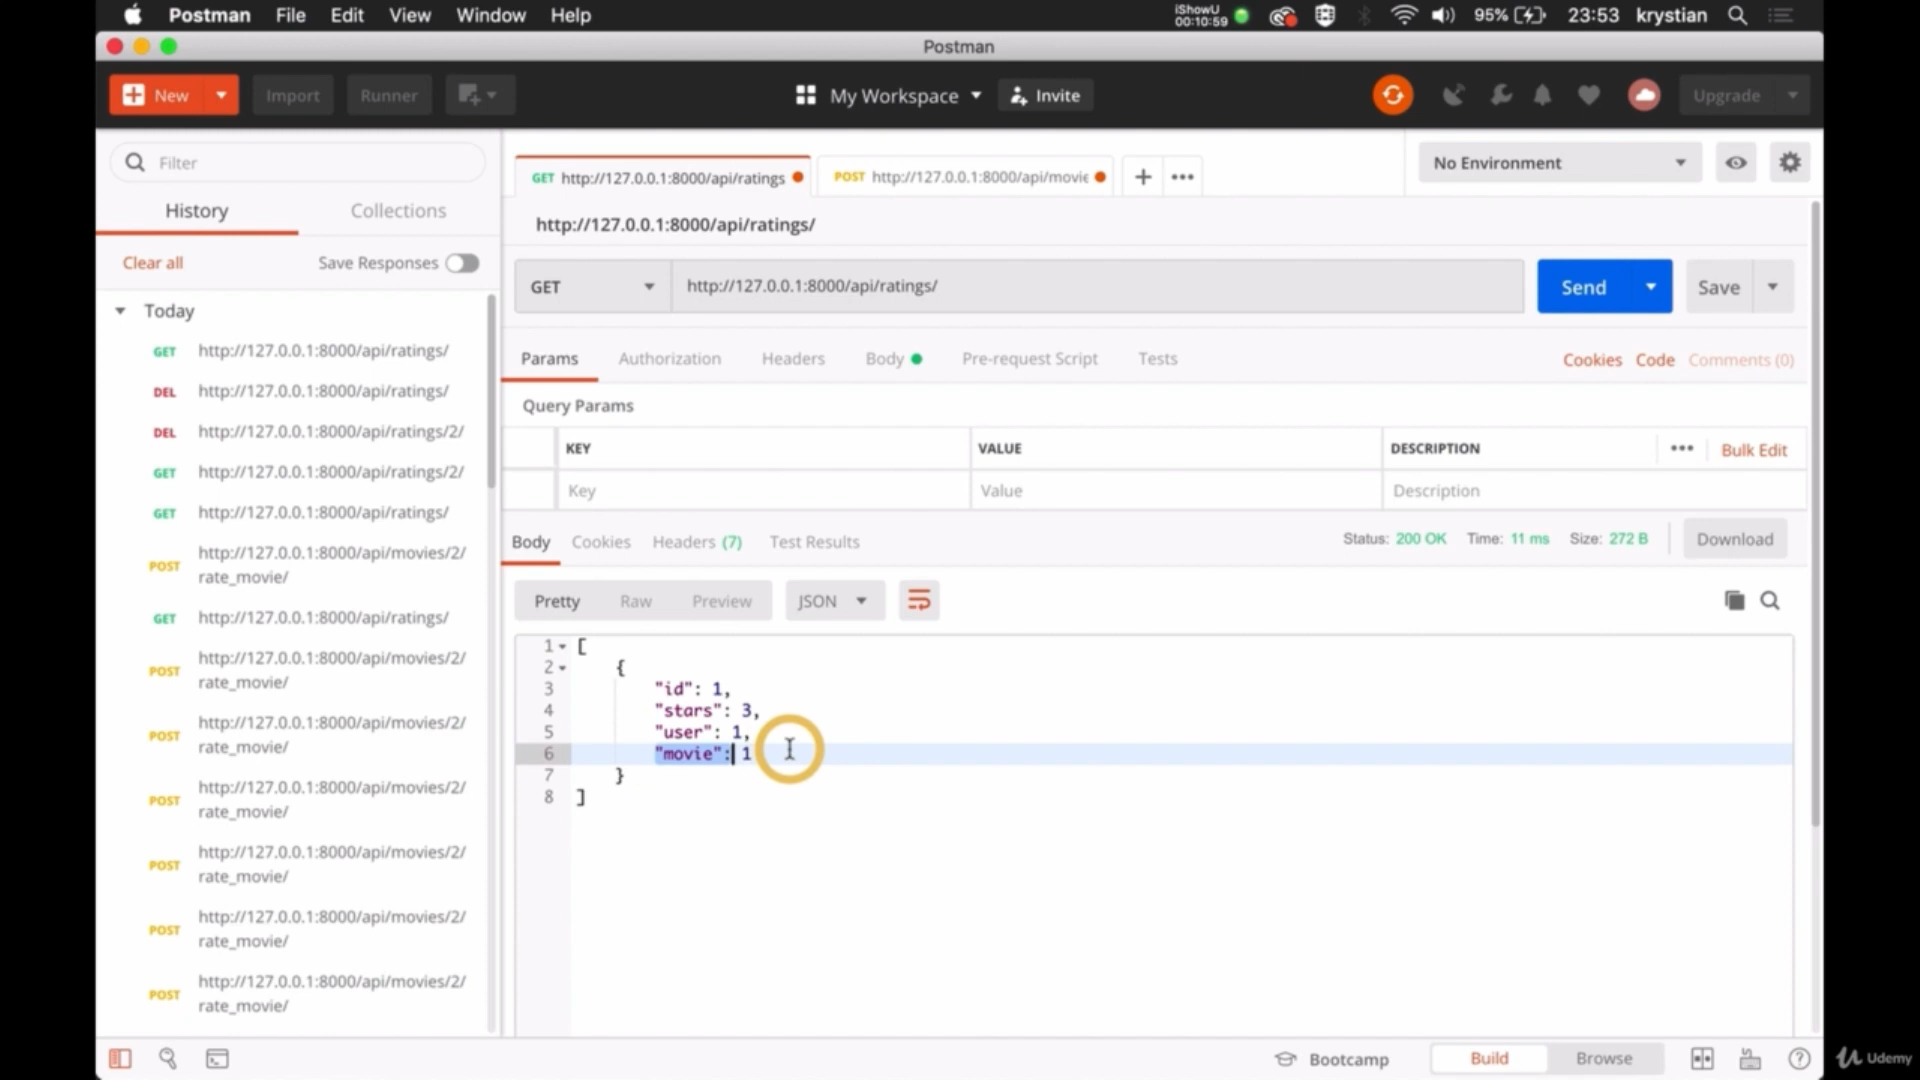 Postman File Edit View Window Help
iShowU
00:10:59
95% 23:53 krystian
Postman
New Import Runner My Workspace Invite Upgrade
Filter
History Collections
Clear all Save Responses
Today
GET http://127.0.0.1:8000/api/ratings/
DEL http://127.0.0.1:8000/api/ratings/
DEL http://127.0.0.1:8000/api/ratings/2/
GET http://127.0.0.1:8000/api/ratings/2/
GET http://127.0.0.1:8000/api/ratings/
POST http://127.0.0.1:8000/api/movies/2/
rate_movie/
GET http://127.0.0.1:8000/api/ratings/
POST http://127.0.0.1:8000/api/movies/2/
rate_movie/
POST http://127.0.0.1:8000/api/movies/2/
rate_movie/
POST http://127.0.0.1:8000/api/movies/2/
rate_movie/
POST http://127.0.0.1:8000/api/movies/2/
rate_movie/
POST http://127.0.0.1:8000/api/movies/2/
rate_movie/
POST http://127.0.0.1:8000/api/movies/2/
rate_movie/
GET http://127.0.0.1:8000/api/ratings POST http://127.0.0.1:8000/api/movie + ••• No Environment
http://127.0.0.1:8000/api/ratings/
GET http://127.0.0.1:8000/api/ratings/ Send Save
Params Authorization Headers Body Pre-request Script Tests Cookies Code Comments (0)
Query Params
KEY VALUE DESCRIPTION ••• Bulk Edit
Key Value Description
Body Cookies Headers (7) Test Results Status: 200 OK Time: 11 ms Size: 272 B Download
Pretty Raw Preview JSON
1 [
2 {
3 "id": 1,
4 "stars": 3,
5 "user": 1,
6 "movie": 1
7 }
8 ]
Bootcamp Build Browse
Udemy